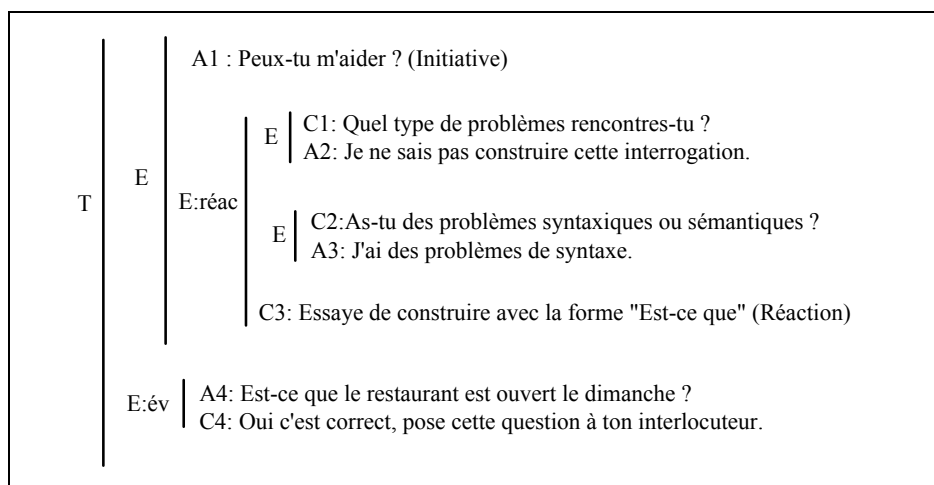 A1 : Peux-tu m'aider ? (Initiative)
E
C1: Quel type de problèmes rencontres-tu ?
A2: Je ne sais pas construire cette interrogation.
E
T
E:réac
E
C2:As-tu des problèmes syntaxiques ou sémantiques ?
A3: J'ai des problèmes de syntaxe.
C3: Essaye de construire avec la forme "Est-ce que" (Réaction)
E:év
A4: Est-ce que le restaurant est ouvert le dimanche ?
C4: Oui c'est correct, pose cette question à ton interlocuteur.